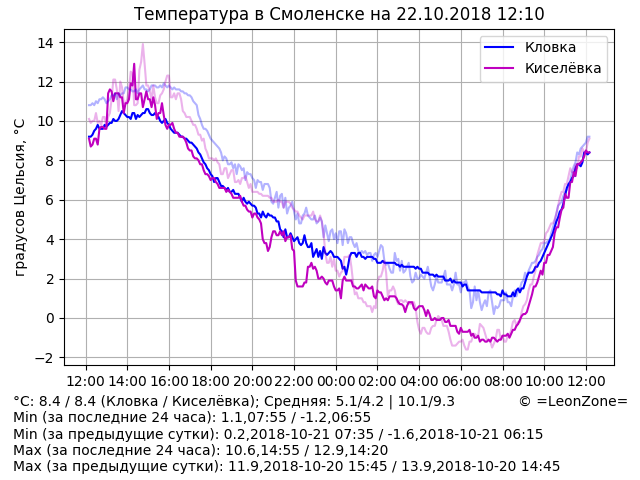 Температура в Смоленске на 22.10.2018 12:10
Кловка
Киселёвка
градусов Цельсия, °C
14
12
10
8
6
4
2
0
−2
12:00 14:00 16:00 18:00 20:00 22:00 00:00 02:00 04:00 06:00 08:00 10:00 12:00
°C: 8.4 / 8.4 (Кловка / Киселёвка); Средняя: 5.1/4.2 | 10.1/9.3 © =LeonZone=
Min (за последние 24 часа): 1.1,07:55 / -1.2,06:55
Min (за предыдущие сутки): 0.2,2018-10-21 07:35 / -1.6,2018-10-21 06:15
Max (за последние 24 часа): 10.6,14:55 / 12.9,14:20
Max (за предыдущие сутки): 11.9,2018-10-20 15:45 / 13.9,2018-10-20 14:45